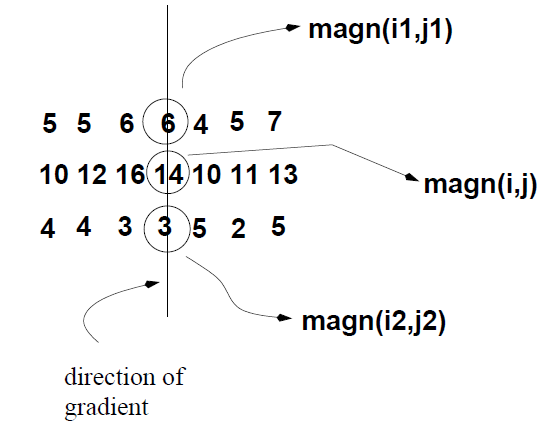 magn(i1,j1)
5 5 6 6 4 5 7
10 12 16 14 10 11 13
magn(i,j)
4 4 3 3 5 2 5
magn(i2,j2)
direction of
gradient